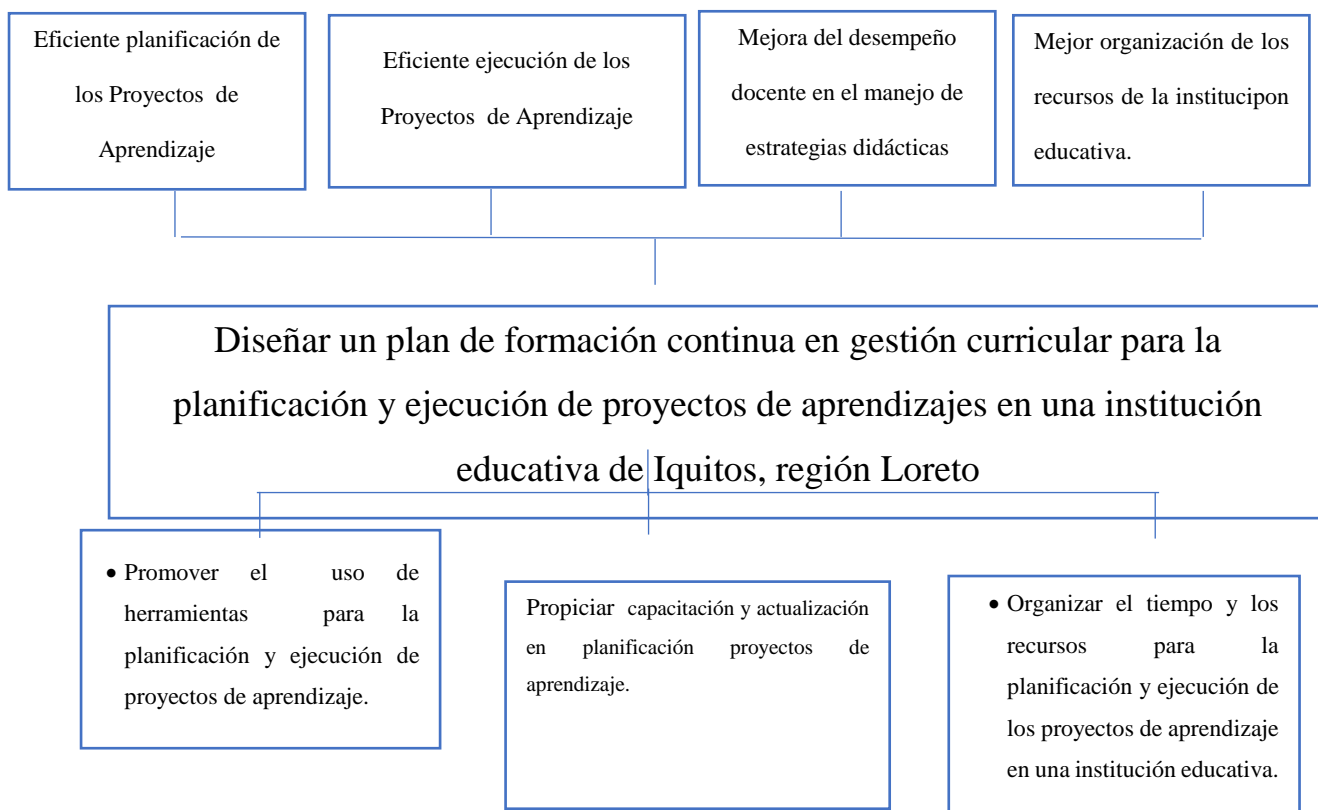 Eficiente planificación de
los Proyectos de
Aprendizaje
Eficiente ejecución de los
Proyectos de Aprendizaje
Mejora del desempeño
docente en el manejo de
estrategias didácticas
Mejor organización de los
recursos de la institucipon
educativa.
Diseñar un plan de formación continua en gestión curricular para la
planificación y ejecución de proyectos de aprendizajes en una institución
educativa de Iquitos, región Loreto
• Promover el uso de
herramientas para la
planificación y ejecución de
proyectos de aprendizaje.
Propiciar capacitación y actualización
en planificación proyectos de
aprendizaje.
• Organizar el tiempo y los
recursos para la
planificación y ejecución de
los proyectos de aprendizaje
en una institución educativa.